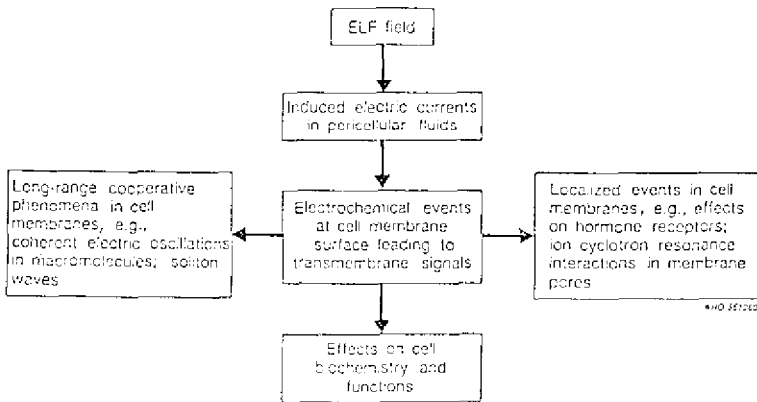 ELF field
Induced electric currents
in pericellular fluids
Long-range cooperative
phenomena in cell
membranes, e.g.,
coherent electric oscillations
in macromolecules; soliton
waves
Electrochemical events
at cell membrane
surface leading to
transmembrane signals
Localized events in cell
membranes, e.g., effects
on hormone receptors;
ion cyclotron resonance
interactions in membrane
pores
WHO
Effects on cell
biochemistry and
functions